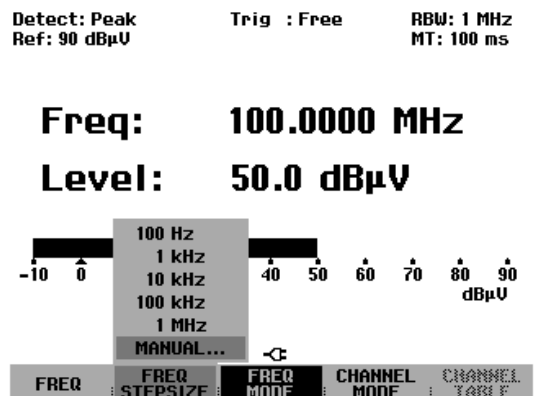 Detect: Peak Trig : Free RBW: 1 MHz
Ref: 90 dBµV MT: 100 ms
Freq: 100.0000 MHz
Level: 50.0 dBµV
100 Hz
1 kHz
10 kHz
100 kHz
1 MHz
MANUAL...
-10 0 40 50 60 70 80 90
dBµV
FREQ FREQ FREQ CHANNEL CHANNEL
STEPSIZE MODE MODE TABLE